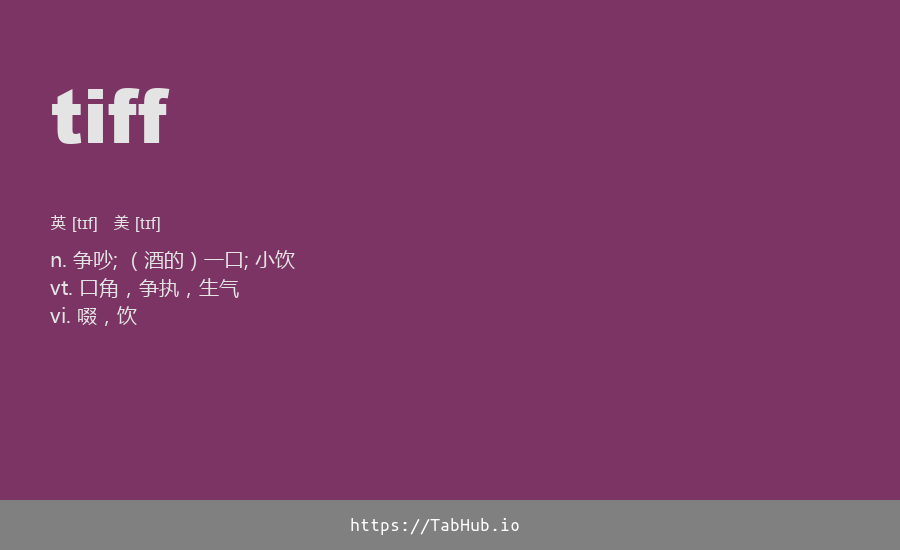 tiff
英 [tɪf] 美 [tɪf]
n. 争吵; （酒的）一口; 小饮
vt. 口角，争执，生气
vi. 啜，饮
https://TabHub.io